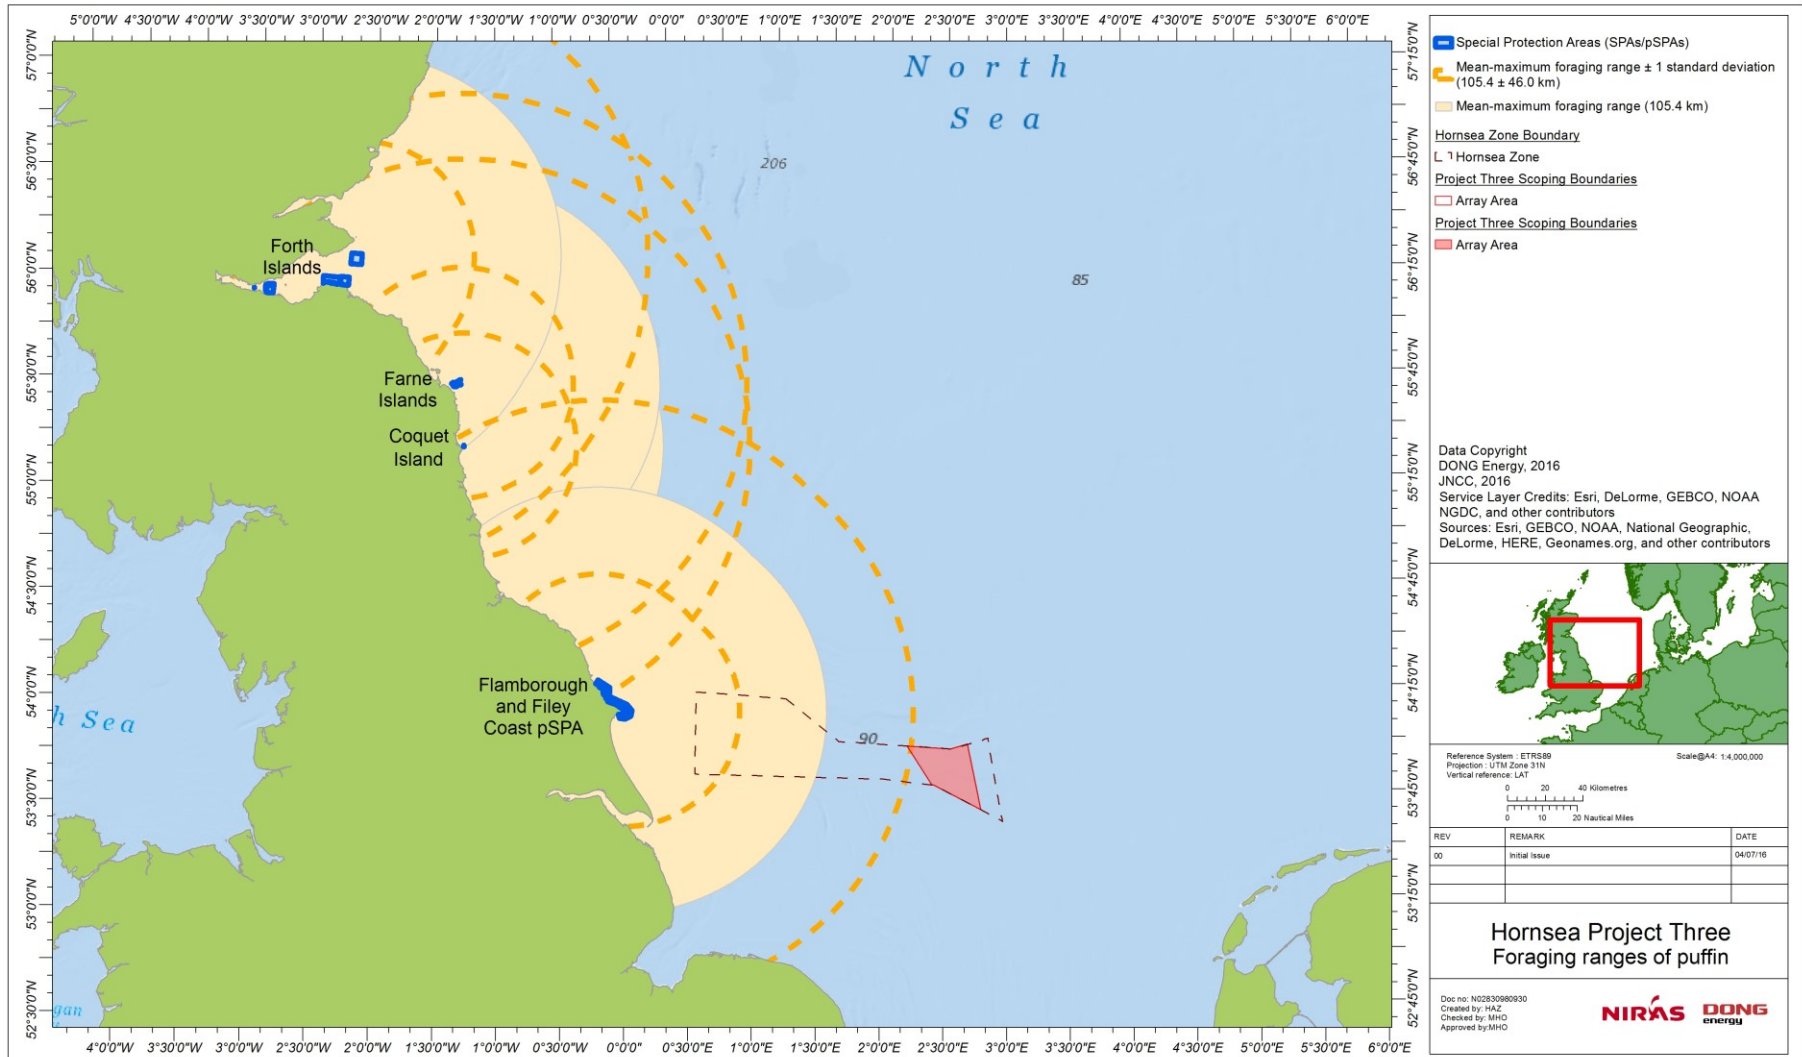 5°0'0"W 4°30'0"W 4°0'0"W 3°30'0"W 3°0'0"W 2°30'0"W 2°0'0"W 1°30'0"W 1°0'0"W 0°30'0"W 0°0'0" 0°30'0"E 1°0'0"E 1°30'0"E 2°0'0"E 2°30'0"E 3°0'0"E 3°30'0"E 4°0'0"E 4°30'0"E 5°0'0"E 5°30'0"E 6°0'0"E
57°0'0"N
56°30'0"N
56°0'0"N
55°30'0"N
55°0'0"N
54°30'0"N
54°0'0"N
53°30'0"N
53°0'0"N
52°30'0"N
North
Sea
206
85
90
Forth
Islands
Farne
Islands
Coquet
Island
Flamborough
and Filey
Coast pSPA
h Sea
gan
57°15'0"N
56°45'0"N
56°15'0"N
55°45'0"N
55°15'0"N
54°45'0"N
54°15'0"N
53°45'0"N
53°15'0"N
52°45'0"N
4°0'0"W 3°30'0"W 3°0'0"W 2°30'0"W 2°0'0"W 1°30'0"W 1°0'0"W 0°30'0"W 0°0'0" 0°30'0"E 1°0'0"E 1°30'0"E 2°0'0"E 2°30'0"E 3°0'0"E 3°30'0"E 4°0'0"E 4°30'0"E 5°0'0"E 5°30'0"E 6°0'0"E
Special Protection Areas (SPAs/pSPAs)
Mean-maximum foraging range ± 1 standard deviation
(105.4 ± 46.0 km)
Mean-maximum foraging range (105.4 km)
Hornsea Zone Boundary
Hornsea Zone
Project Three Scoping Boundaries
Array Area
Project Three Scoping Boundaries
Array Area
Data Copyright
DONG Energy, 2016
JNCC, 2016
Service Layer Credits: Esri, DeLorme, GEBCO, NOAA
NGDC, and other contributors
Sources: Esri, GEBCO, NOAA, National Geographic,
DeLorme, HERE, Geonames.org, and other contributors
Reference System : ETRS89 Scale@A4: 1:4,000,000
Projection : UTM Zone 31N
Vertical reference: LAT
0 20 40 Kilometres
0 10 20 Nautical Miles
REV REMARK DATE
00 Initial Issue 04/07/16
Hornsea Project Three
Foraging ranges of puffin
Doc no: N02830980930
Created by: HAZ
Checked by: MHO
Approved by:MHO
NIRAS
DONG
energy